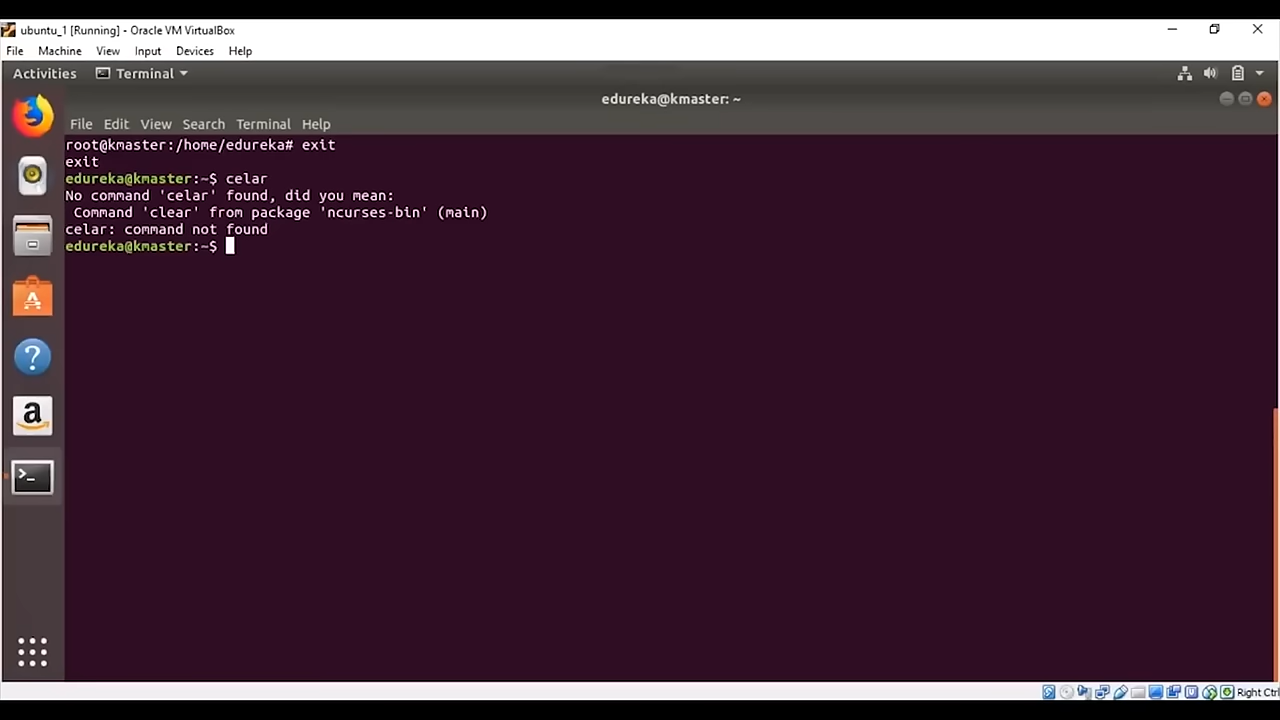 ubuntu_1 [Running] - Oracle VM VirtualBox
File Machine View Input Devices Help
Activities Terminal
edureka@kmaster: ~
File Edit View Search Terminal Help
root@kmaster:/home/edureka# exit
exit
edureka@kmaster:~$ celar
No command 'celar' found, did you mean:
 Command 'clear' from package 'ncurses-bin' (main)
celar: command not found
edureka@kmaster:~$
Right Ctrl